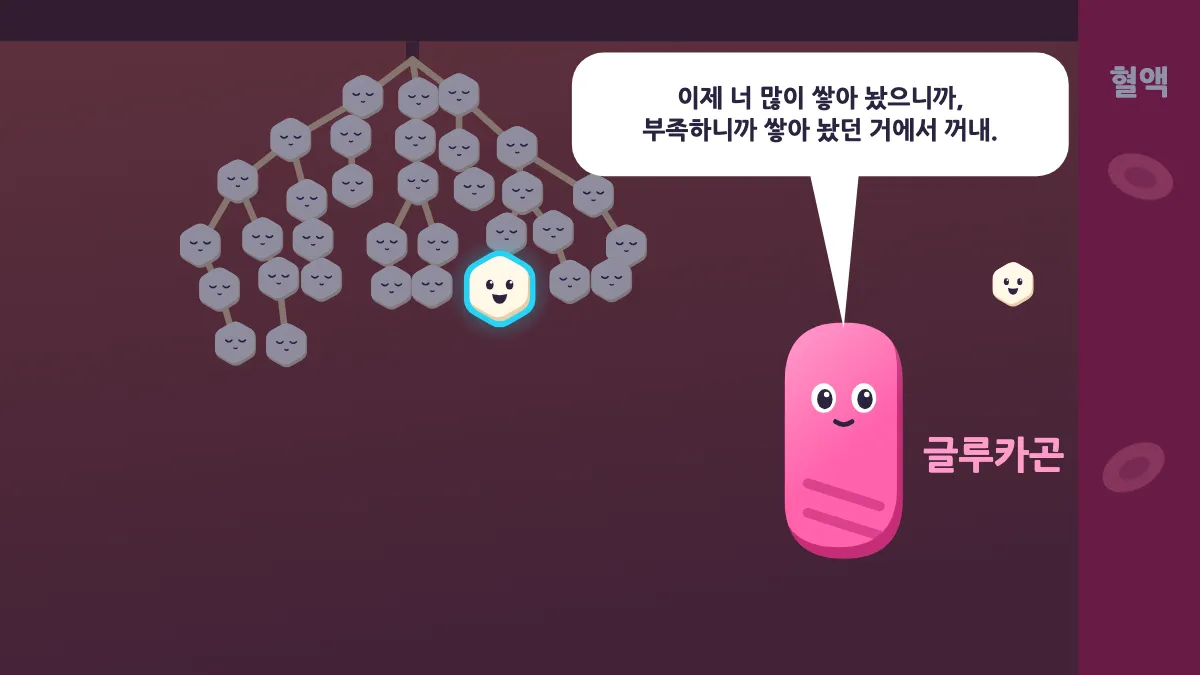 혈액
이제 너 많이 쌓아 놨으니까,
부족하니까 쌓아 놨던 거에서 꺼내.
글루카곤